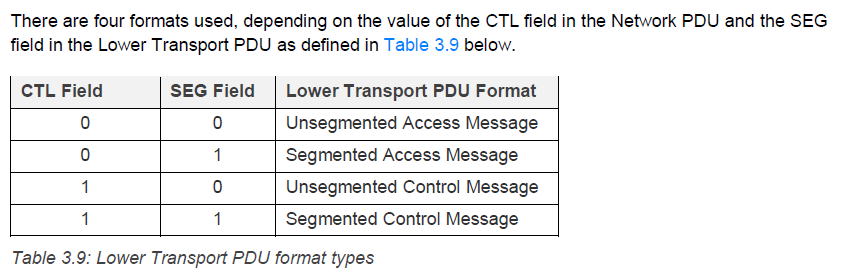 There are four formats used, depending on the value of the CTL field in the Network PDU and the SEG
field in the Lower Transport PDU as defined in Table 3.9 below.
CTL Field SEG Field Lower Transport PDU Format
0 0 Unsegmented Access Message
0 1 Segmented Access Message
1 0 Unsegmented Control Message
1 1 Segmented Control Message
Table 3.9: Lower Transport PDU format types